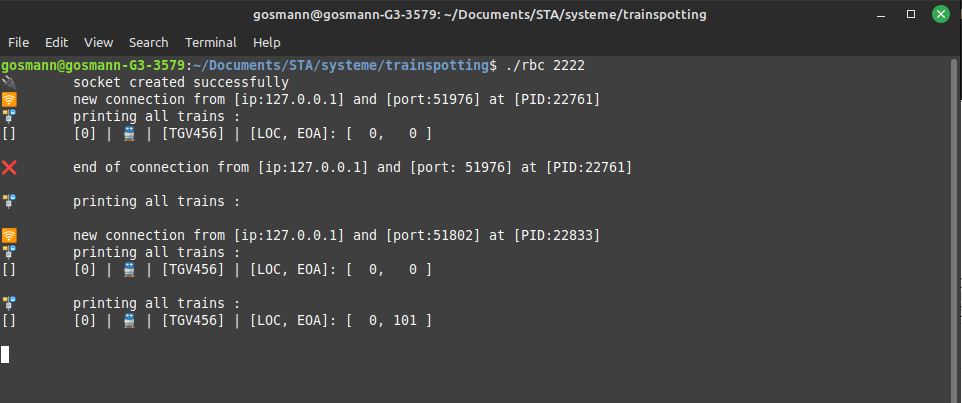 gosmann@gosmann-G3-3579: ~/Documents/STA/systeme/trainspotting
File Edit View Search Terminal Help
gosmann@gosmann-G3-3579:~/Documents/STA/systeme/trainspotting$ ./rbc 2222
🔌 socket created successfully
🛜 new connection from [ip:127.0.0.1] and [port:51976] at [PID:22761]
🚏 printing all trains :
[] [0] | 🚆 | [TGV456] | [LOC, EOA]: [  0,   0 ]
❌ end of connection from [ip:127.0.0.1] and [port: 51976] at [PID:22761]
🚏 printing all trains :
🛜 new connection from [ip:127.0.0.1] and [port:51802] at [PID:22833]
🚏 printing all trains :
[] [0] | 🚆 | [TGV456] | [LOC, EOA]: [  0,   0 ]
🚏 printing all trains :
[] [0] | 🚆 | [TGV456] | [LOC, EOA]: [  0, 101 ]